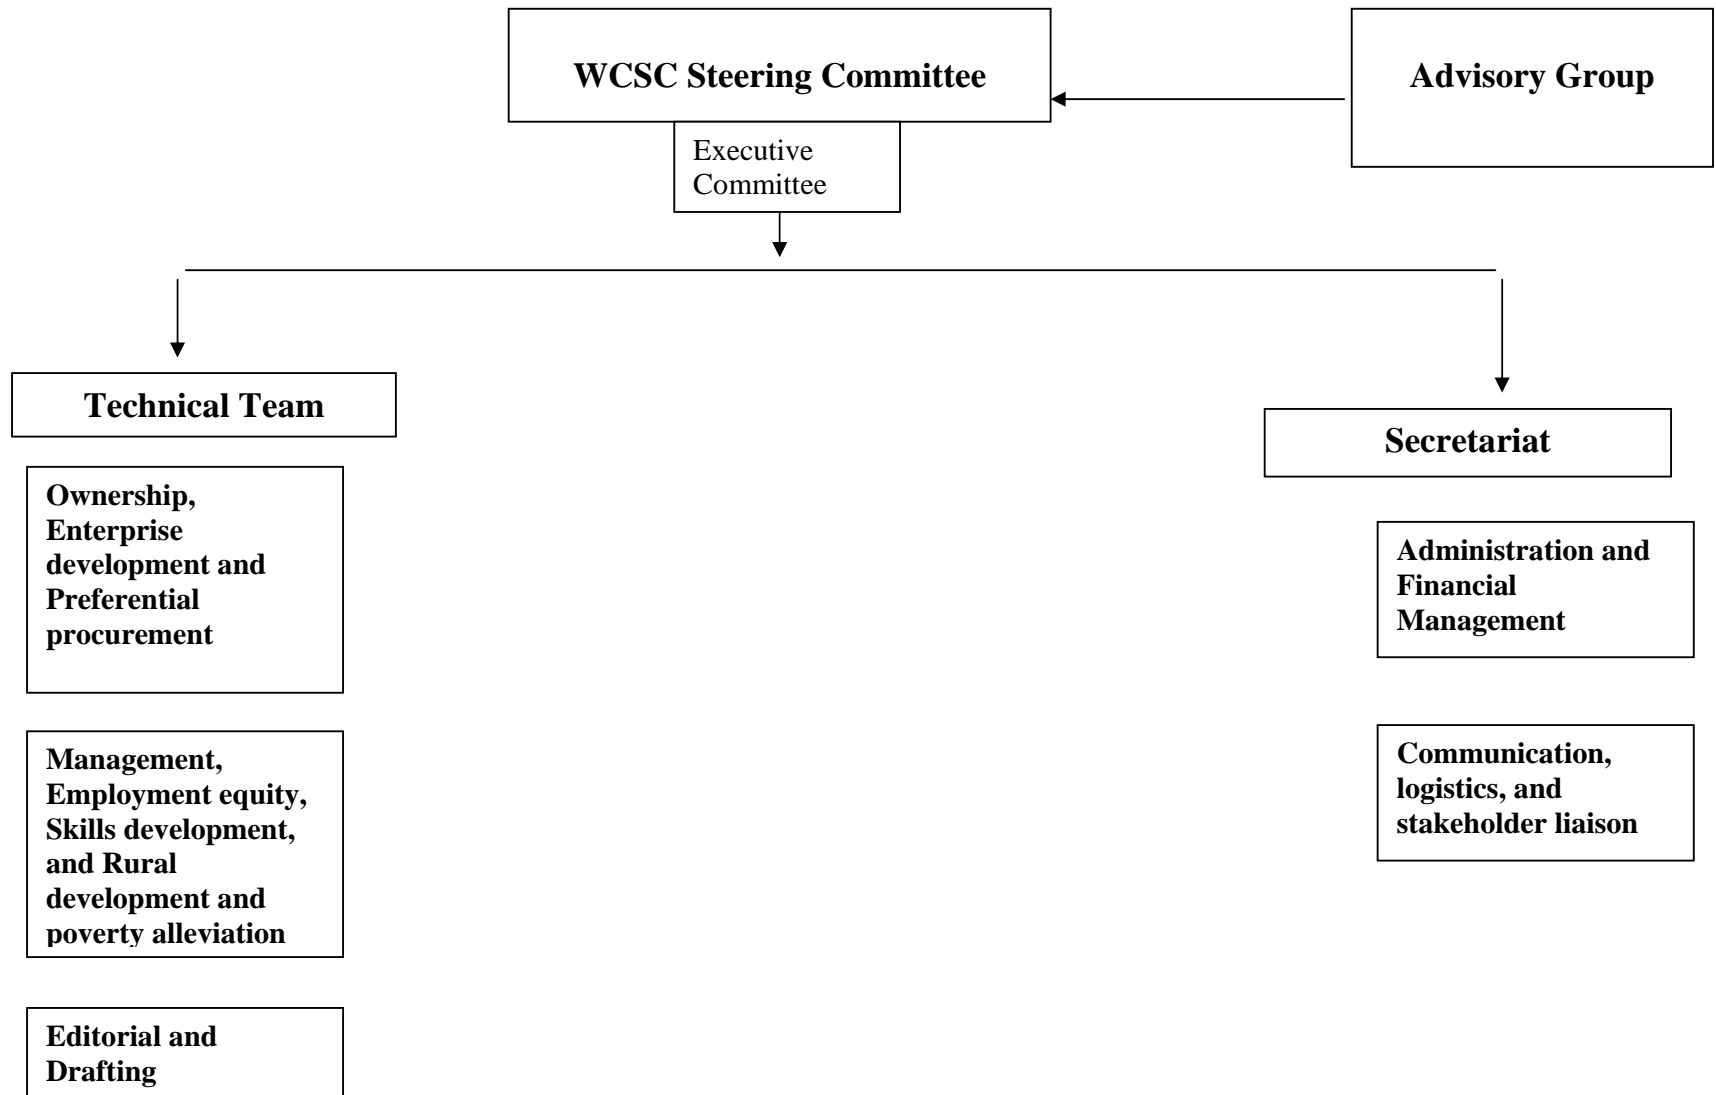 WCSC Steering Committee
Advisory Group
Executive
Committee
Technical Team
Secretariat
Ownership,
Enterprise
development and
Preferential
procurement
Management,
Employment equity,
Skills development,
and Rural
development and
poverty alleviation
Editorial and
Drafting
Administration and
Financial
Management
Communication,
logistics, and
stakeholder liaison